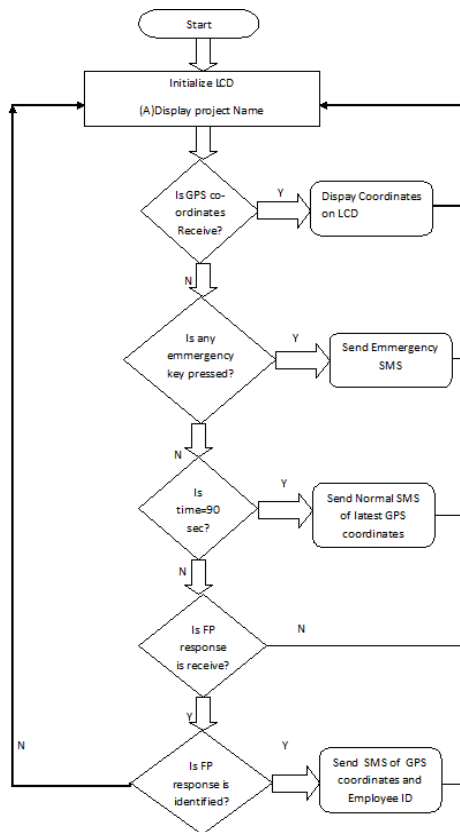 Start
Initialize LCD
(A)Display project Name
Is GPS co-
ordinates
Receive?
Y
Dispay Coordinates
on LCD
N
Is any
emmergency
key pressed?
Y
Send Emmergency
SMS
N
Is
time=90
sec?
Y
Send Normal SMS
of latest GPS
coordinates
N
Is FP
response
is receive?
N
Y
Is FP
response is
identified?
N
Y
Send SMS of GPS
coordinates and
Employee ID